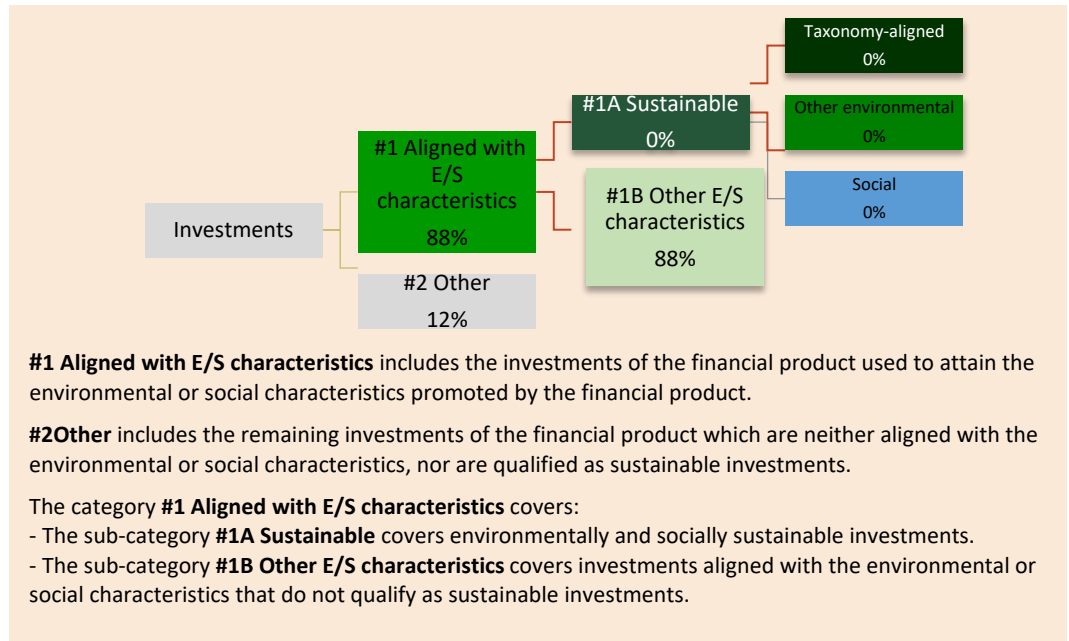 Taxonomy-aligned
0%
#1A Sustainable
0%
Other environmental
0%
#1 Aligned with
E/S
characteristics
88%
#1B Other E/S
characteristics
88%
Social
0%
Investments
#2 Other
12%
#1 Aligned with E/S characteristics includes the investments of the financial product used to attain the
environmental or social characteristics promoted by the financial product.
#2Other includes the remaining investments of the financial product which are neither aligned with the
environmental or social characteristics, nor are qualified as sustainable investments.
The category #1 Aligned with E/S characteristics covers:
- The sub-category #1A Sustainable covers environmentally and socially sustainable investments.
- The sub-category #1B Other E/S characteristics covers investments aligned with the environmental or
social characteristics that do not qualify as sustainable investments.